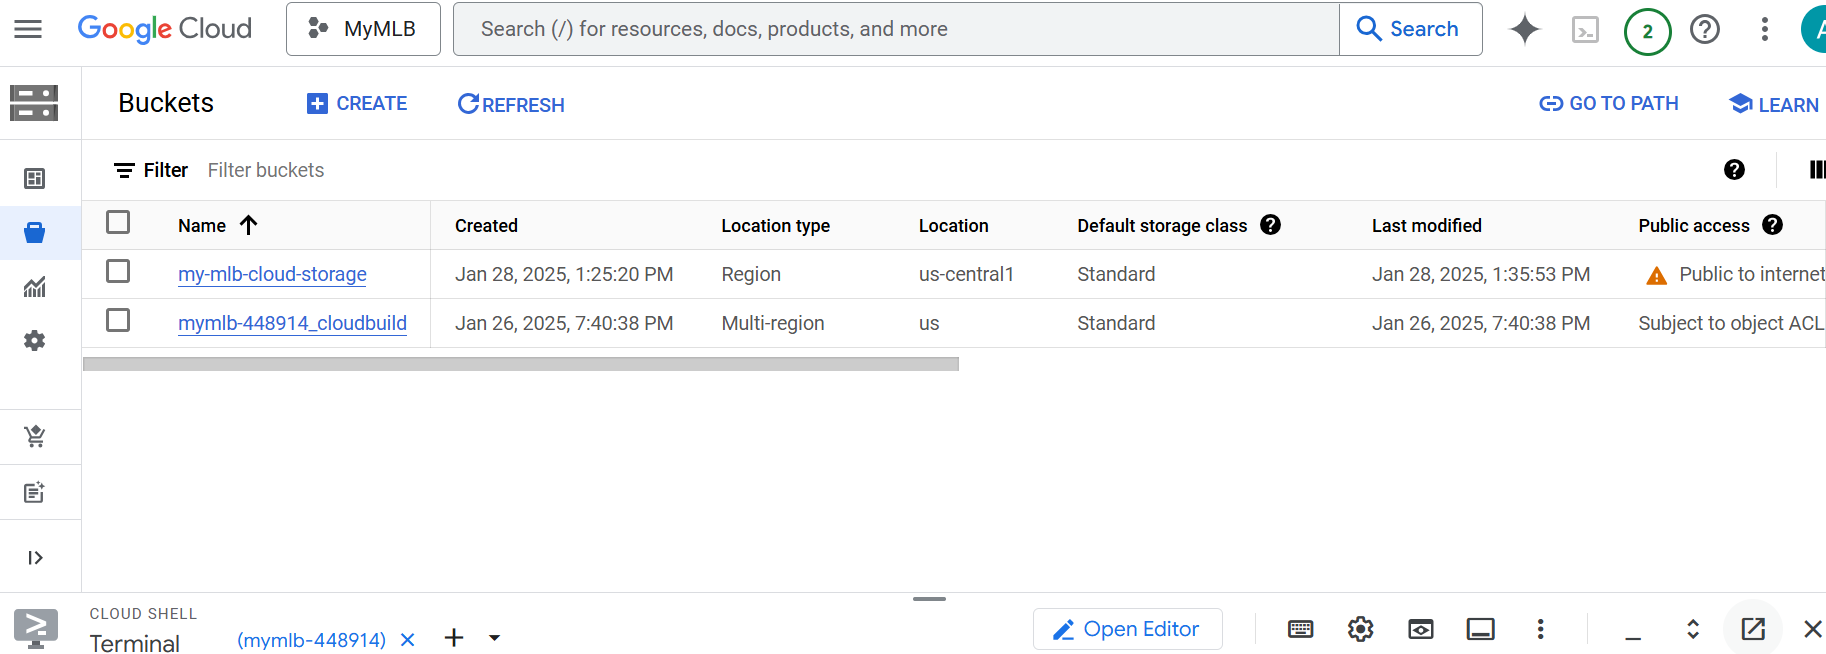 Google Cloud MyMLB Search (/) for resources, docs, products, and more Search 2 A
Buckets CREATE REFRESH GO TO PATH LEARN
Filter Filter buckets
Name Created Location type Location Default storage class Last modified Public access
my-mlb-cloud-storage Jan 28, 2025, 1:25:20 PM Region us-central1 Standard Jan 28, 2025, 1:35:53 PM Public to internet
mymlb-448914_cloudbuild Jan 26, 2025, 7:40:38 PM Multi-region us Standard Jan 26, 2025, 7:40:38 PM Subject to object ACL
CLOUD SHELL
Terminal (mymlb-448914) Open Editor